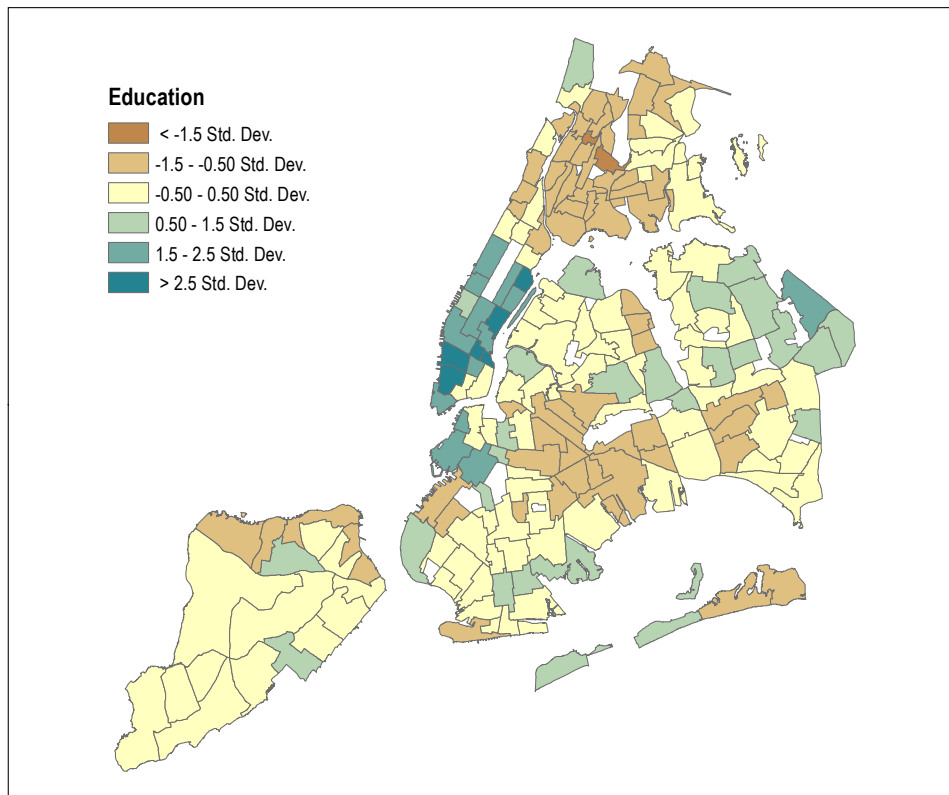 Education
< -1.5 Std. Dev.
-1.5 - -0.50 Std. Dev.
-0.50 - 0.50 Std. Dev.
0.50 - 1.5 Std. Dev.
1.5 - 2.5 Std. Dev.
> 2.5 Std. Dev.